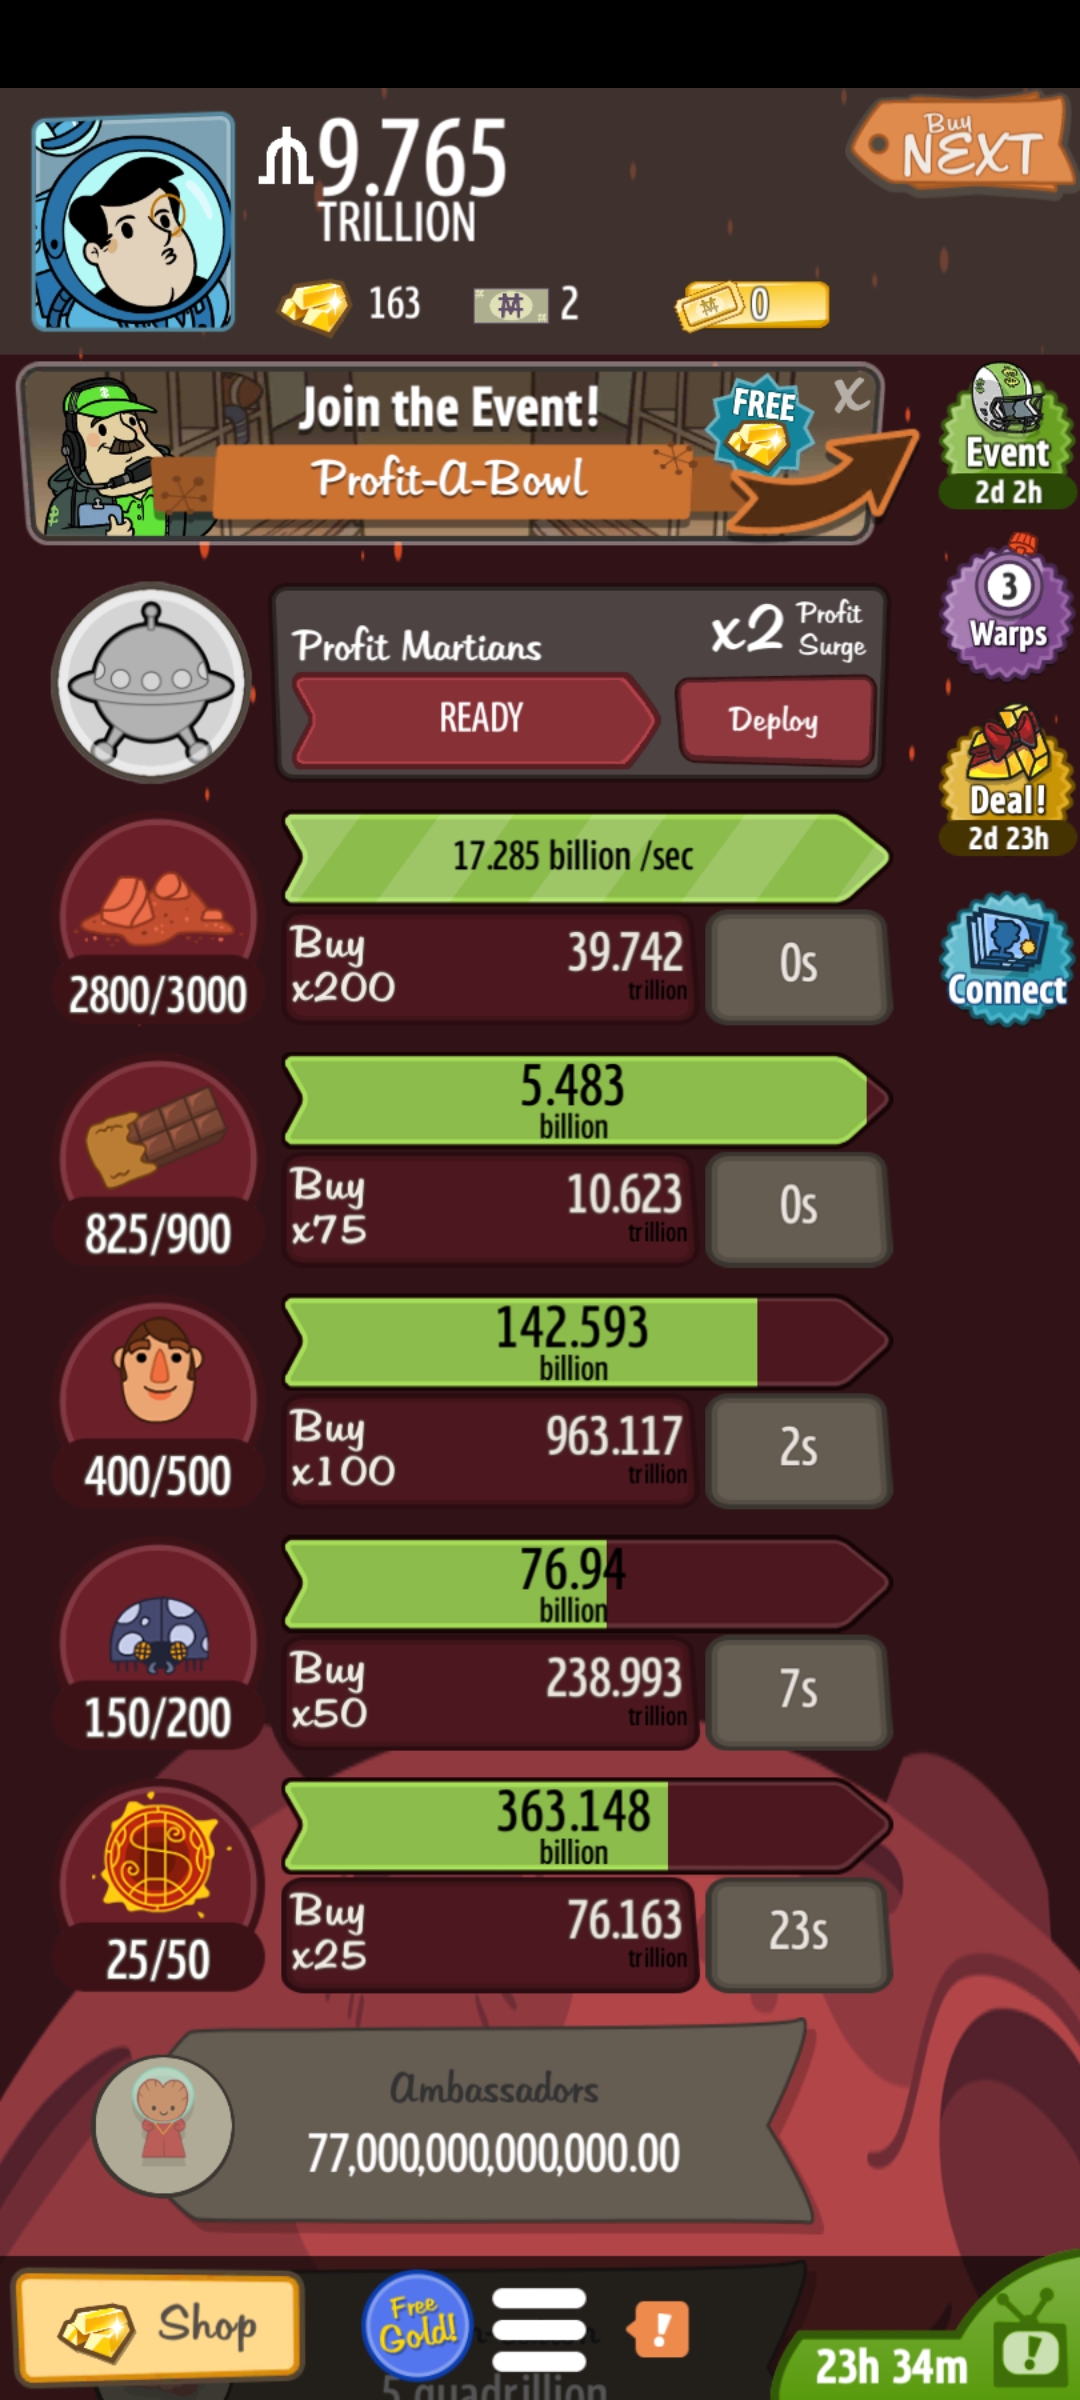 9.765
TRILLION
Buy
NEXT
163
2
0
Join the Event!
FREE
X
Profit-A-Bowl
Event
2d 2h
3
Warps
Profit Martians
x2 Profit Surge
READY
Deploy
Deal!
2d 23h
17.285 billion /sec
Buy
x200
39.742
trillion
0s
2800/3000
Connect
5.483
billion
Buy
x75
10.623
trillion
0s
825/900
142.593
billion
Buy
x100
963.117
trillion
2s
400/500
76.94
billion
Buy
x50
238.993
trillion
7s
150/200
363.148
billion
Buy
x25
76.163
trillion
23s
25/50
Ambassadors
77,000,000,000,000.00
Shop
Free
Gold!
!
23h 34m
!
5 quadrillion